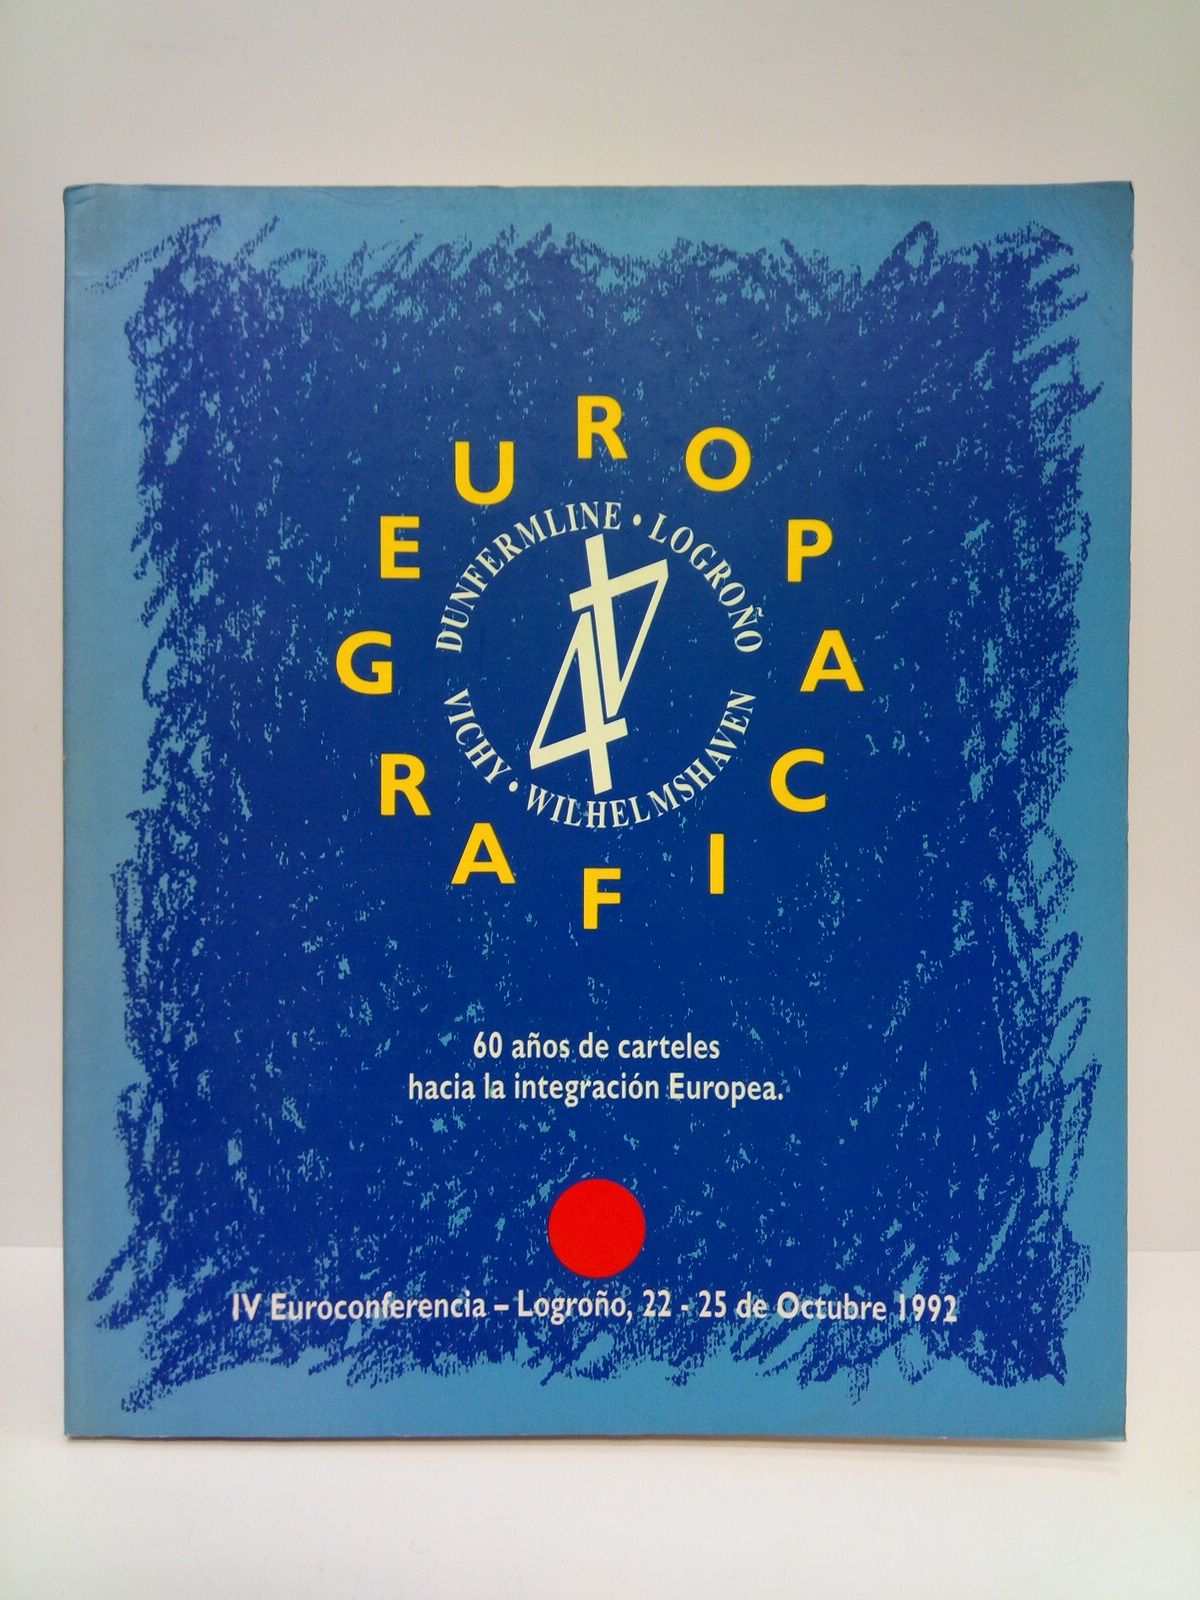 EUROPA
GRAFIC
DUNFERMLINE • LOGROÑO
VICHY • WILHELMSHAVEN
4
60 años de carteles
hacia la integración Europea.
IV Euroconferencia – Logroño, 22 - 25 de Octubre 1992